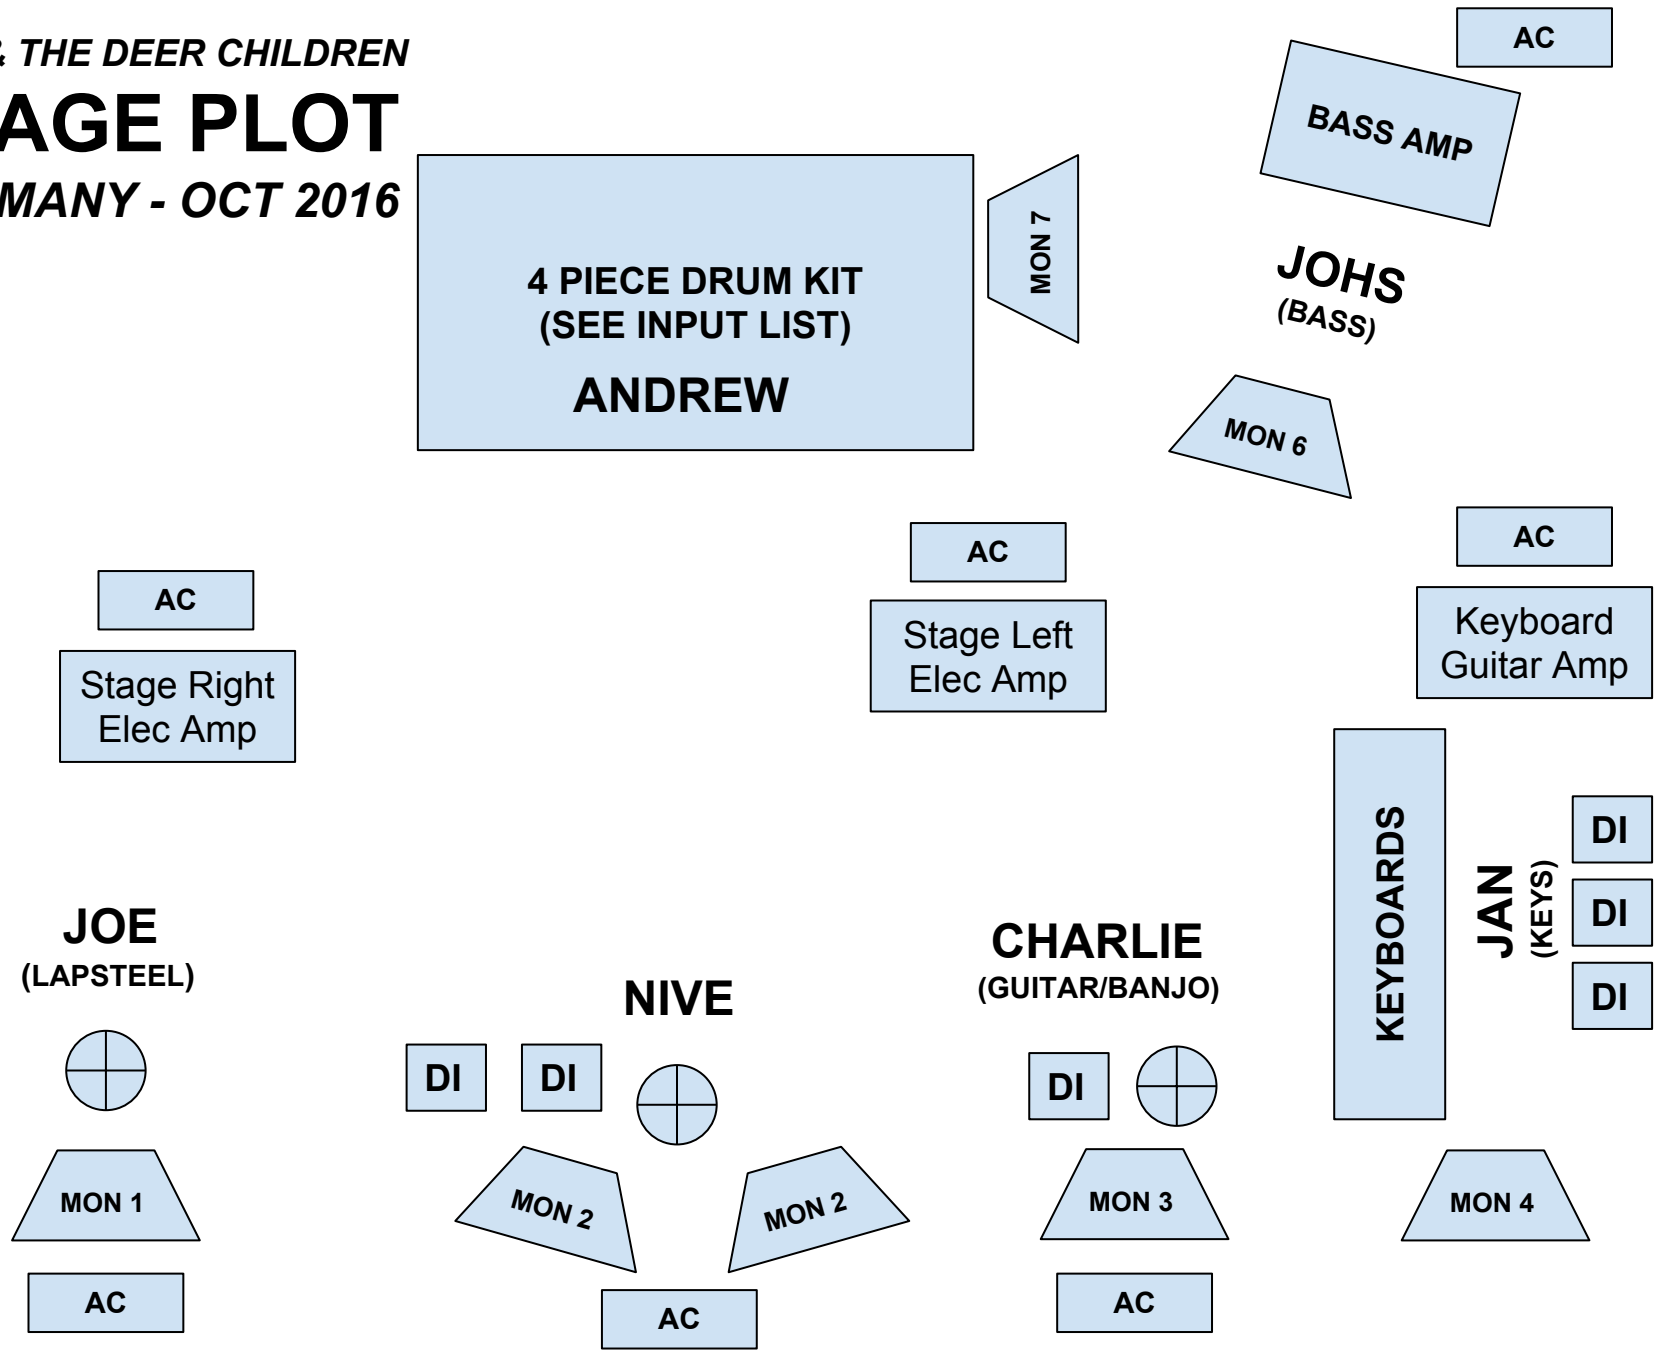 & THE DEER CHILDREN
AGE PLOT
MANY - OCT 2016
AC
BASS AMP
MON 7
4 PIECE DRUM KIT
(SEE INPUT LIST)
ANDREW
JOHS
(BASS)
MON 6
AC
AC
AC
Stage Right
Elec Amp
Stage Left
Elec Amp
Keyboard
Guitar Amp
KEYBOARDS
JAN
(KEYS)
DI
DI
DI
JOE
(LAPSTEEL)
NIVE
CHARLIE
(GUITAR/BANJO)
DI
DI
DI
MON 1
MON 2
MON 2
MON 3
MON 4
AC
AC
AC